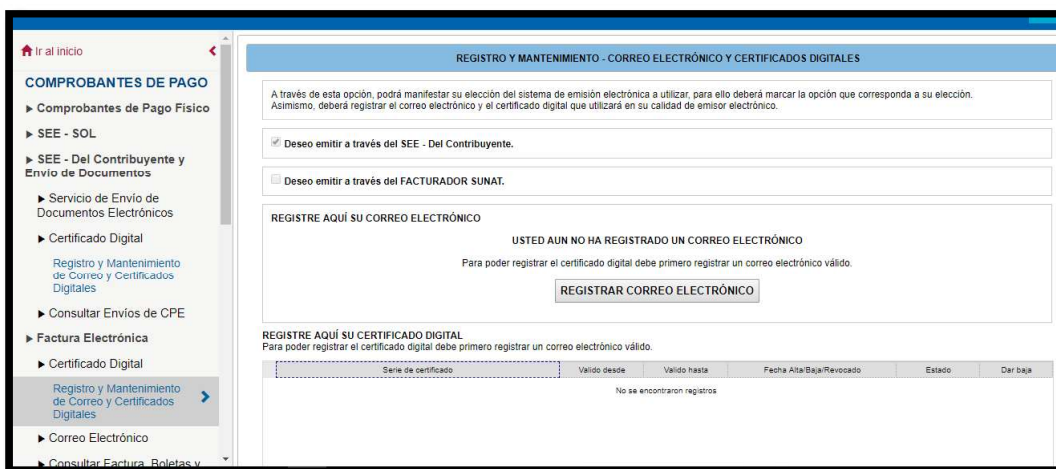 Ir al inicio
COMPROBANTES DE PAGO
Comprobantes de Pago Físico
SEE - SOL
SEE - Del Contribuyente y
Envío de Documentos
Servicio de Envío de
Documentos Electrónicos
Certificado Digital
Registro y Mantenimiento
de Correo y Certificados
Digitales
Consultar Envíos de CPE
Factura Electrónica
Certificado Digital
Registro y Mantenimiento
de Correo y Certificados
Digitales
Correo Electrónico
Consultar Factura, Boletas y
REGISTRO Y MANTENIMIENTO - CORREO ELECTRÓNICO Y CERTIFICADOS DIGITALES
A través de esta opción, podrá manifestar su elección del sistema de emisión electrónica a utilizar, para ello deberá marcar la opción que corresponda a su elección.
Asimismo, deberá registrar el correo electrónico y el certificado digital que utilizará en su calidad de emisor electrónico.
Deseo emitir a través del SEE - Del Contribuyente.
Deseo emitir a través del FACTURADOR SUNAT.
REGISTRE AQUÍ SU CORREO ELECTRÓNICO
USTED AUN NO HA REGISTRADO UN CORREO ELECTRÓNICO
Para poder registrar el certificado digital debe primero registrar un correo electrónico válido.
REGISTRAR CORREO ELECTRÓNICO
REGISTRE AQUÍ SU CERTIFICADO DIGITAL
Para poder registrar el certificado digital debe primero registrar un correo electrónico válido.
Serie de certificado Valido desde Valido hasta Fecha Alta/Baja/Revocado Estado Dar baja
No se encontraron registros